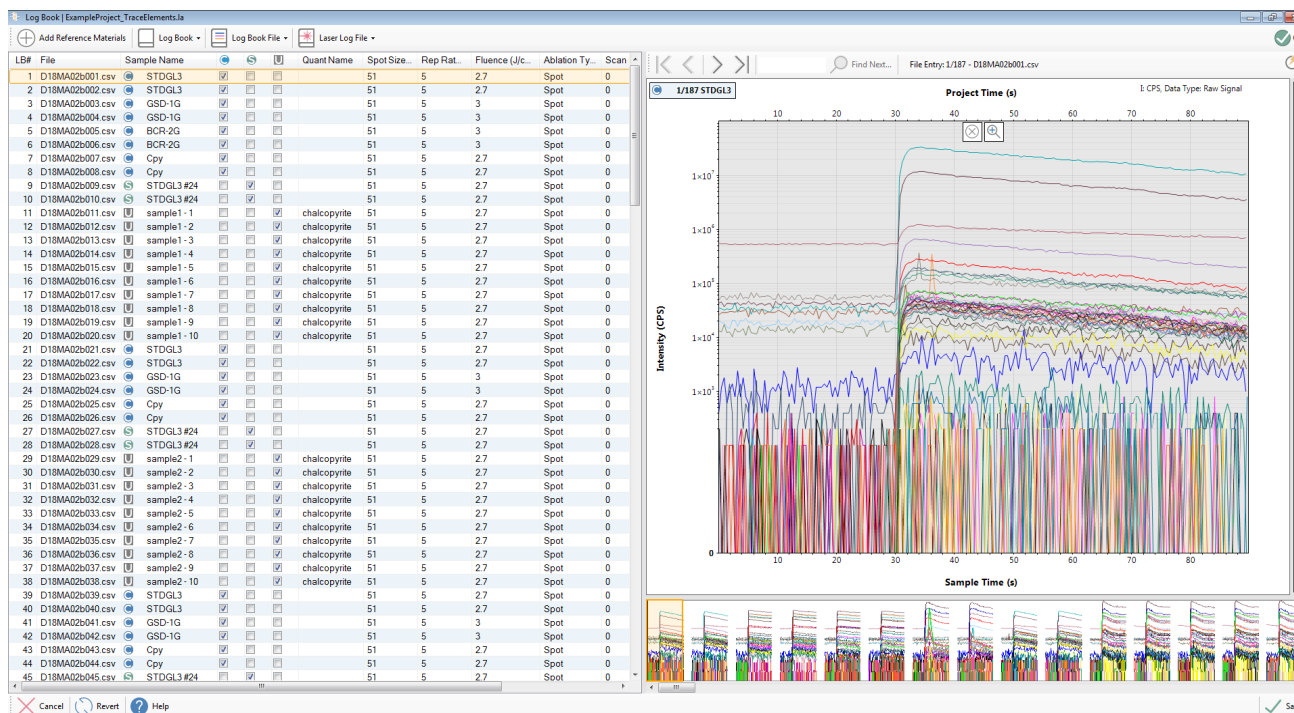 Log Book | ExampleProject_TraceElements.la
Add Reference Materials Log Book Log Book File Laser Log File
LB# File Sample Name C S U Quant Name Spot Size... Rep Rat... Fluence (J/c... Ablation Ty... Scan
1 D18MA02b001.csv C STDGL3 51 5 2.7 Spot 0
2 D18MA02b002.csv C STDGL3 51 5 2.7 Spot 0
3 D18MA02b003.csv C GSD-1G 51 5 3 Spot 0
4 D18MA02b004.csv C GSD-1G 51 5 3 Spot 0
5 D18MA02b005.csv C BCR-2G 51 5 3 Spot 0
6 D18MA02b006.csv C BCR-2G 51 5 3 Spot 0
7 D18MA02b007.csv C Cpy 51 5 2.7 Spot 0
8 D18MA02b008.csv C Cpy 51 5 2.7 Spot 0
9 D18MA02b009.csv S STDGL3 #24 51 5 2.7 Spot 0
10 D18MA02b010.csv S STDGL3 #24 51 5 2.7 Spot 0
11 D18MA02b011.csv U sample1 - 1 chalcopyrite 51 5 2.7 Spot 0
12 D18MA02b012.csv U sample1 - 2 chalcopyrite 51 5 2.7 Spot 0
13 D18MA02b013.csv U sample1 - 3 chalcopyrite 51 5 2.7 Spot 0
14 D18MA02b014.csv U sample1 - 4 chalcopyrite 51 5 2.7 Spot 0
15 D18MA02b015.csv U sample1 - 5 chalcopyrite 51 5 2.7 Spot 0
16 D18MA02b016.csv U sample1 - 6 chalcopyrite 51 5 2.7 Spot 0
17 D18MA02b017.csv U sample1 - 7 chalcopyrite 51 5 2.7 Spot 0
18 D18MA02b018.csv U sample1 - 8 chalcopyrite 51 5 2.7 Spot 0
19 D18MA02b019.csv U sample1 - 9 chalcopyrite 51 5 2.7 Spot 0
20 D18MA02b020.csv U sample1 - 10 chalcopyrite 51 5 2.7 Spot 0
21 D18MA02b021.csv C STDGL3 51 5 2.7 Spot 0
22 D18MA02b022.csv C STDGL3 51 5 2.7 Spot 0
23 D18MA02b023.csv C GSD-1G 51 5 3 Spot 0
24 D18MA02b024.csv C GSD-1G 51 5 3 Spot 0
25 D18MA02b025.csv C Cpy 51 5 2.7 Spot 0
26 D18MA02b026.csv C Cpy 51 5 2.7 Spot 0
27 D18MA02b027.csv S STDGL3 #24 51 5 2.7 Spot 0
28 D18MA02b028.csv S STDGL3 #24 51 5 2.7 Spot 0
29 D18MA02b029.csv U sample2 - 1 chalcopyrite 51 5 2.7 Spot 0
30 D18MA02b030.csv U sample2 - 2 chalcopyrite 51 5 2.7 Spot 0
31 D18MA02b031.csv U sample2 - 3 chalcopyrite 51 5 2.7 Spot 0
32 D18MA02b032.csv U sample2 - 4 chalcopyrite 51 5 2.7 Spot 0
33 D18MA02b033.csv U sample2 - 5 chalcopyrite 51 5 2.7 Spot 0
34 D18MA02b034.csv U sample2 - 6 chalcopyrite 51 5 2.7 Spot 0
35 D18MA02b035.csv U sample2 - 7 chalcopyrite 51 5 2.7 Spot 0
36 D18MA02b036.csv U sample2 - 8 chalcopyrite 51 5 2.7 Spot 0
37 D18MA02b037.csv U sample2 - 9 chalcopyrite 51 5 2.7 Spot 0
38 D18MA02b038.csv U sample2 - 10 chalcopyrite 51 5 2.7 Spot 0
39 D18MA02b039.csv C STDGL3 51 5 2.7 Spot 0
40 D18MA02b040.csv C STDGL3 51 5 2.7 Spot 0
41 D18MA02b041.csv C GSD-1G 51 5 3 Spot 0
42 D18MA02b042.csv C GSD-1G 51 5 3 Spot 0
43 D18MA02b043.csv C Cpy 51 5 2.7 Spot 0
44 D18MA02b044.csv C Cpy 51 5 2.7 Spot 0
45 D18MA02b045.csv S STDGL3 #24 51 5 2.7 Spot 0
Find Next... File Entry: 1/187 - D18MA02b001.csv
C 1/187 STDGL3
Project Time (s)
I: CPS, Data Type: Raw Signal
10 20 30 40 50 60 70 80
1×10⁷
1×10⁶
1×10⁵
1×10⁴
1×10³
0
Intensity (CPS)
10 20 30 40 50 60 70 80
Sample Time (s)
Cancel Revert Help